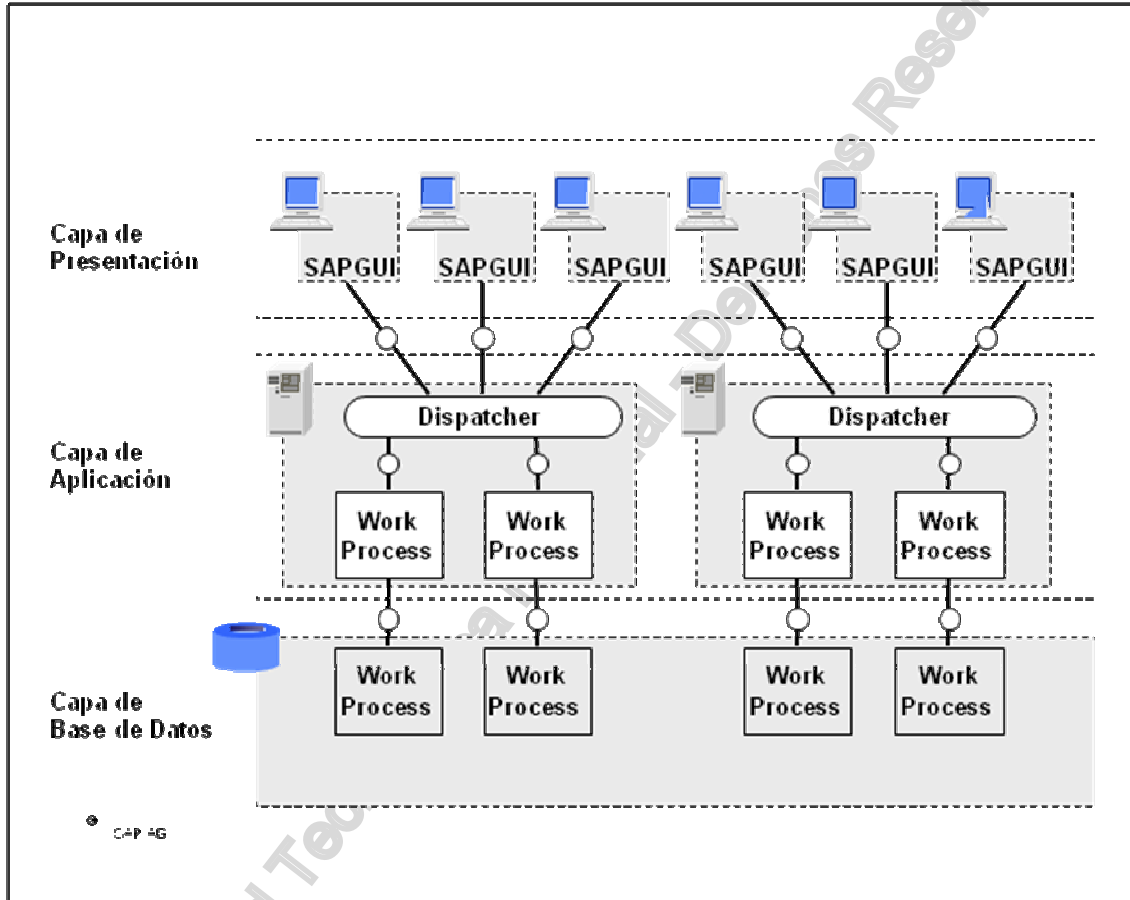 Capa de
Presentación
SAPGUI SAPGUI SAPGUI SAPGUI SAPGUI SAPGUI
Capa de
Aplicación
Dispatcher Dispatcher
Work Work Work Work
Process Process Process Process
Capa de
Base de Datos
Work Work Work Work
Process Process Process Process